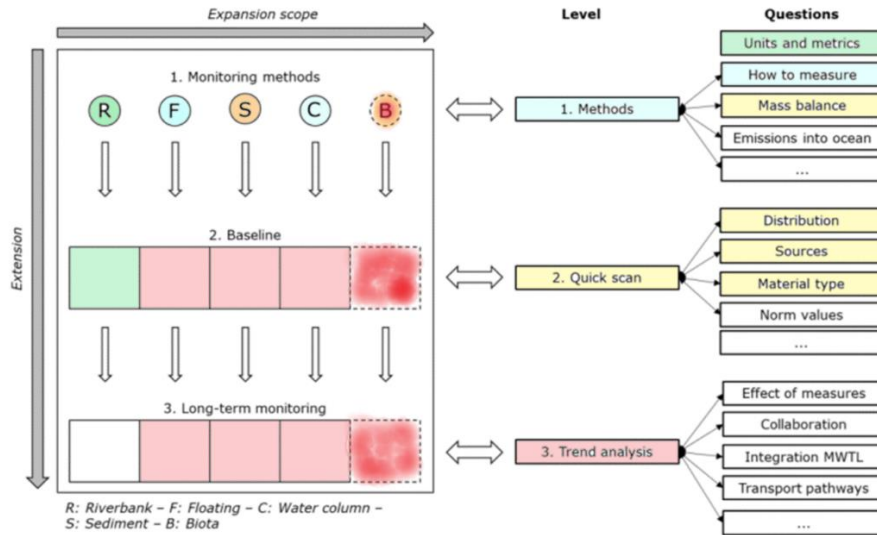 Expansion scope
Level
Questions
Extension
1. Monitoring methods
R
F
S
C
B
2. Baseline
3. Long-term monitoring
R: Riverbank – F: Floating – C: Water column –
S: Sediment – B: Biota
1. Methods
Units and metrics
How to measure
Mass balance
Emissions into ocean
...
2. Quick scan
Distribution
Sources
Material type
Norm values
...
3. Trend analysis
Effect of measures
Collaboration
Integration MWTL
Transport pathways
...